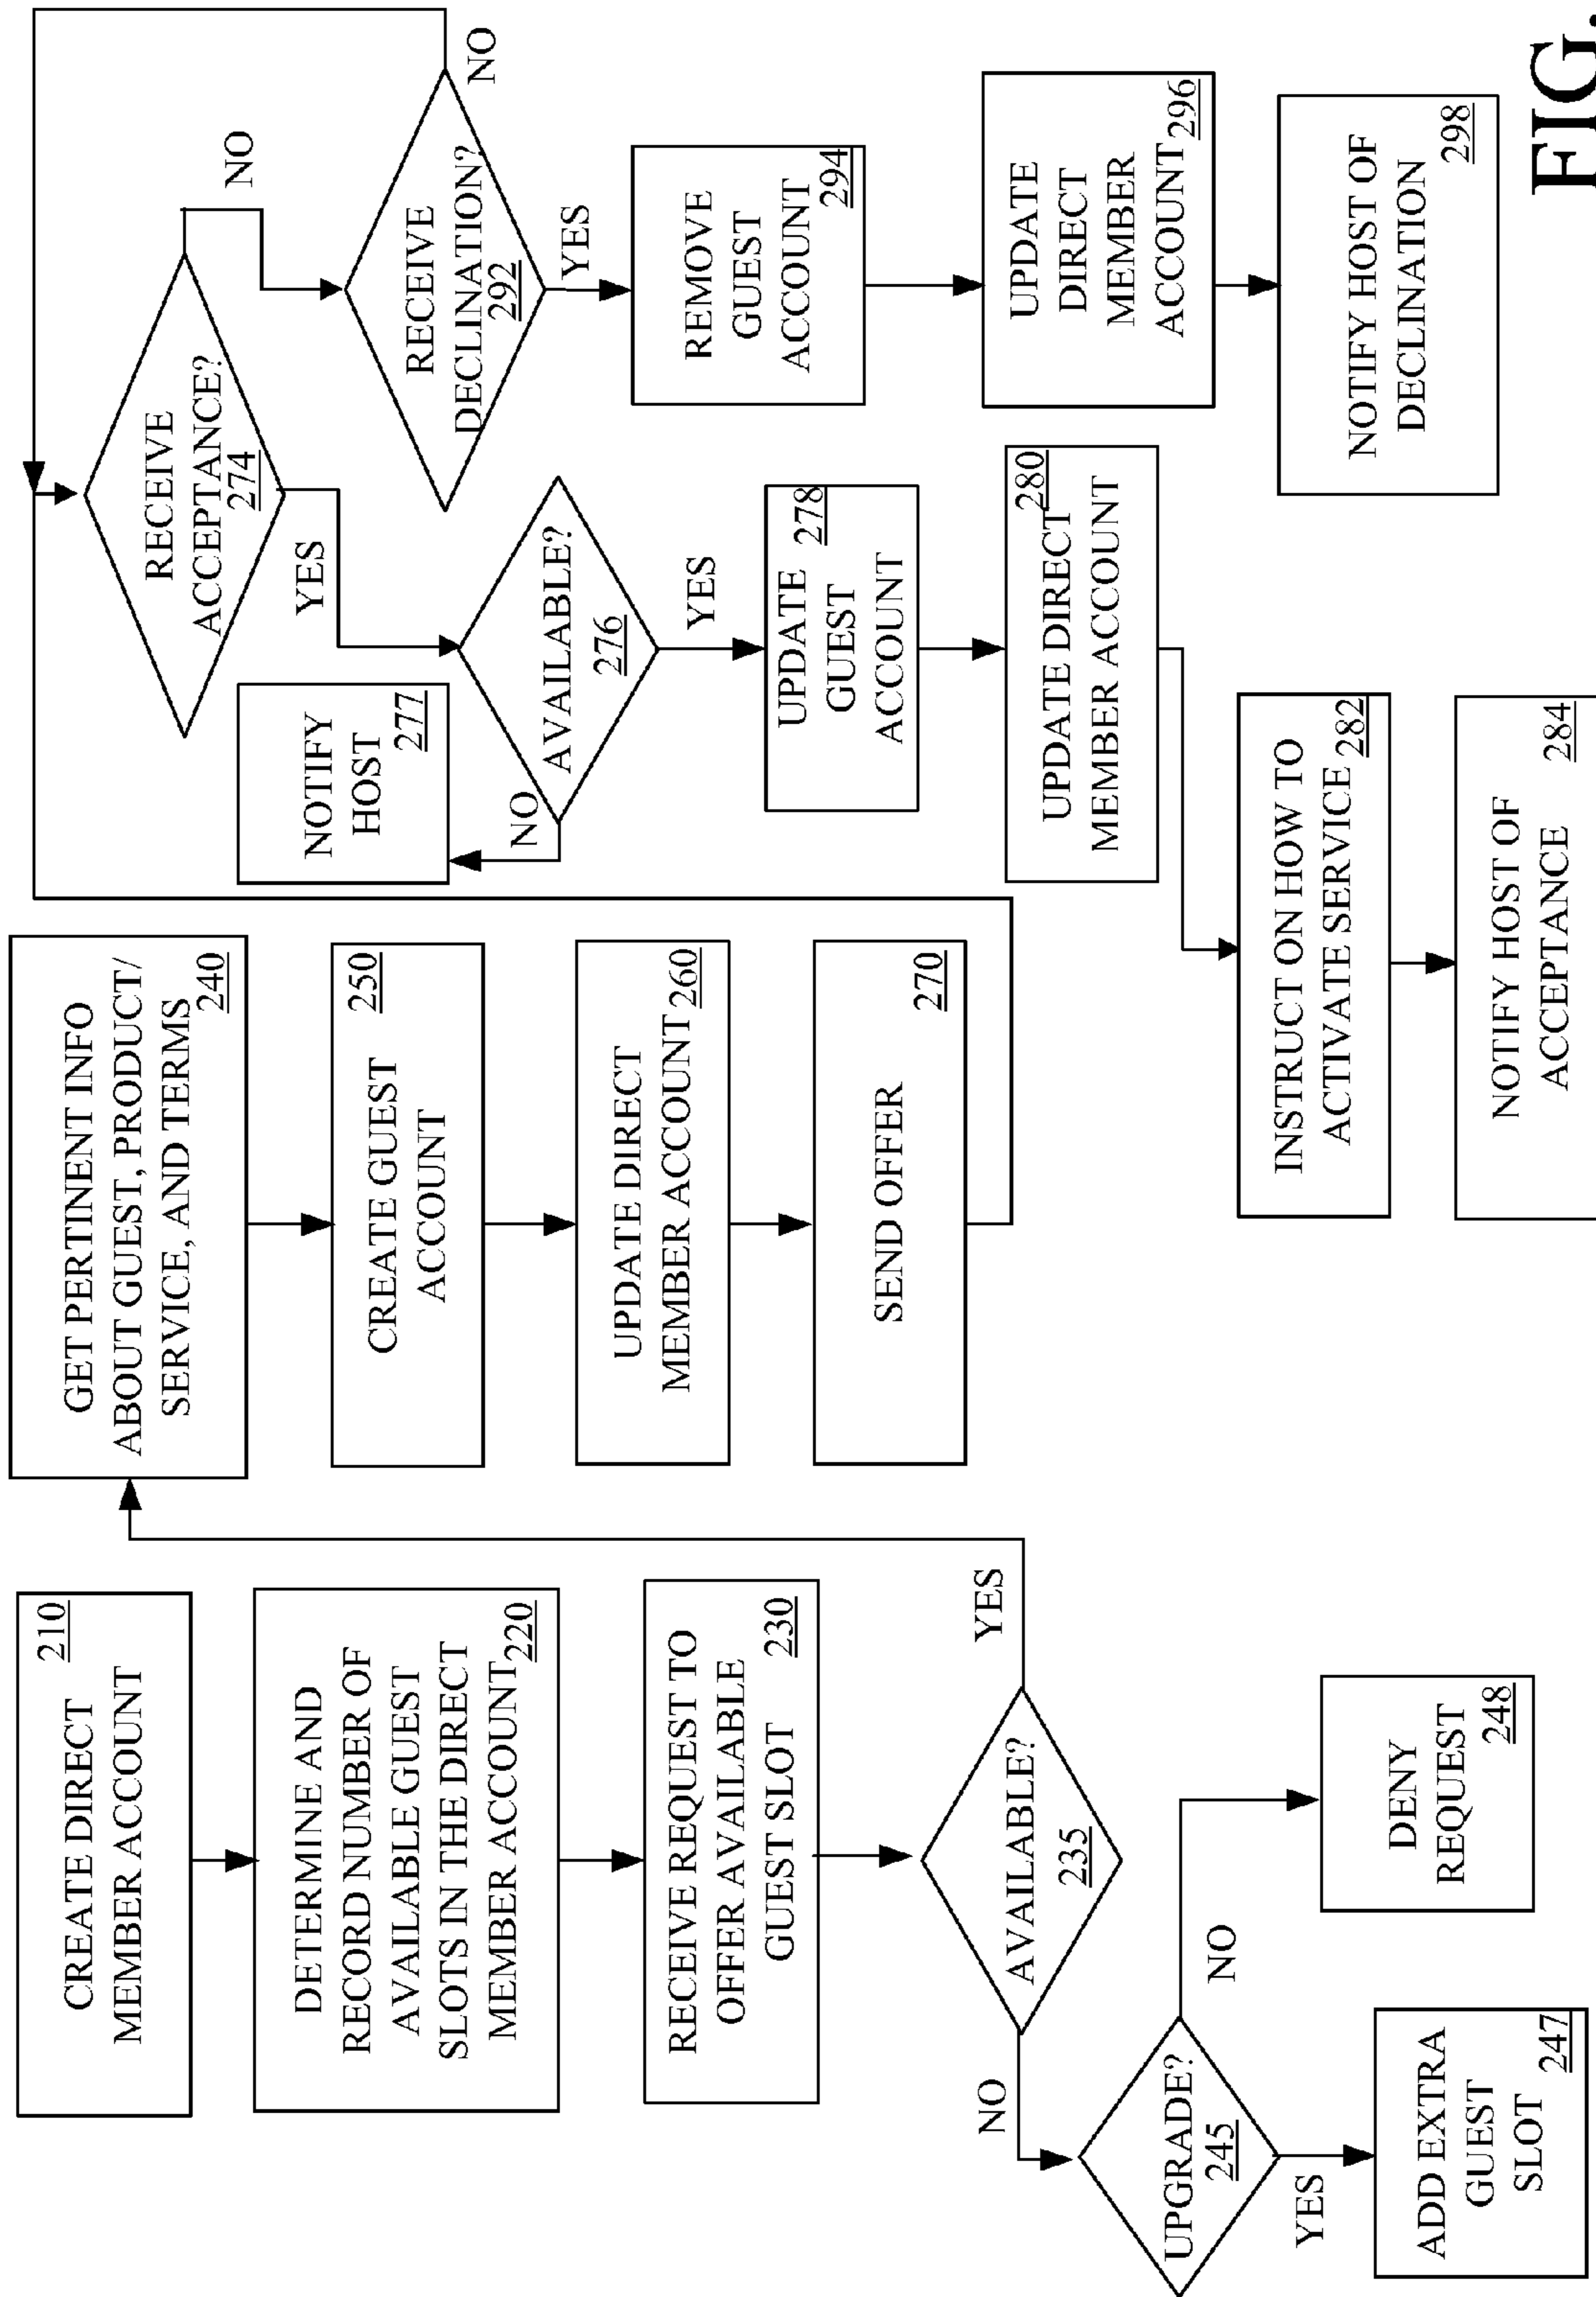 CREATE DIRECT
MEMBER ACCOUNT
210
DETERMINE AND
RECORD NUMBER OF
AVAILABLE GUEST
SLOTS IN THE DIRECT
MEMBER ACCOUNT 220
RECEIVE REQUEST TO
OFFER AVAILABLE
GUEST SLOT
230
AVAILABLE?
235
YES
NO
UPGRADE?
245
NO
YES
DENY
REQUEST
248
ADD EXTRA
GUEST
SLOT 247
GET PERTINENT INFO
ABOUT GUEST, PRODUCT/
SERVICE, AND TERMS
240
CREATE GUEST
ACCOUNT
250
UPDATE DIRECT
MEMBER ACCOUNT 260
SEND OFFER
270
RECEIVE
ACCEPTANCE?
274
NO
YES
NOTIFY
HOST
277
AVAILABLE?
276
NO
YES
UPDATE 278
GUEST
ACCOUNT
280
UPDATE DIRECT
MEMBER ACCOUNT
INSTRUCT ON HOW TO
ACTIVATE SERVICE 282
NOTIFY HOST OF
ACCEPTANCE
284
RECEIVE
DECLINATION?
292
NO
YES
REMOVE
GUEST
ACCOUNT
294
UPDATE
DIRECT
MEMBER
ACCOUNT 296
NOTIFY HOST OF
DECLINATION
298
FIG.